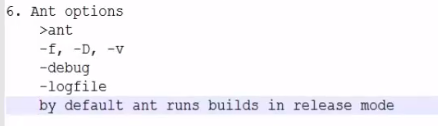 6. Ant options
>ant
-f, -D, -v
-debug
-logfile
by default ant runs builds in release mode